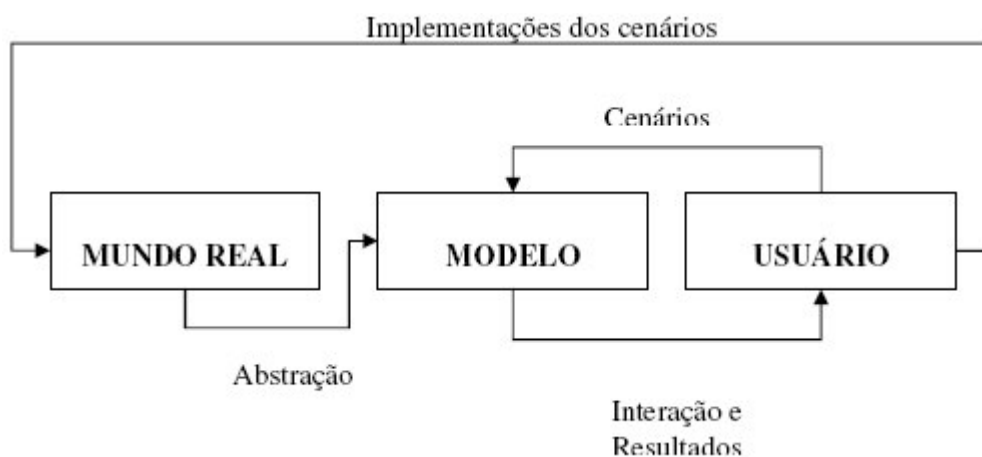 Implementações dos cenários
Cenários
MUNDO REAL
MODELO
USUÁRIO
Abstração
Interação e
Resultados